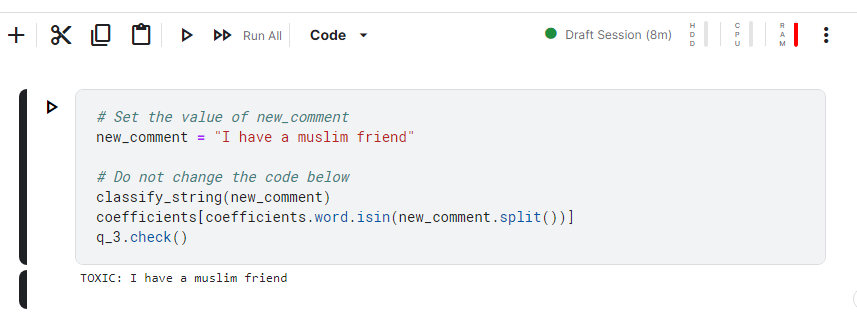 Run All Code Draft Session (8m) HDD CPU RAM
# Set the value of new_comment
new_comment = "I have a muslim friend"
# Do not change the code below
classify_string(new_comment)
coefficients[coefficients.word.isin(new_comment.split())]
q_3.check()
TOXIC: I have a muslim friend